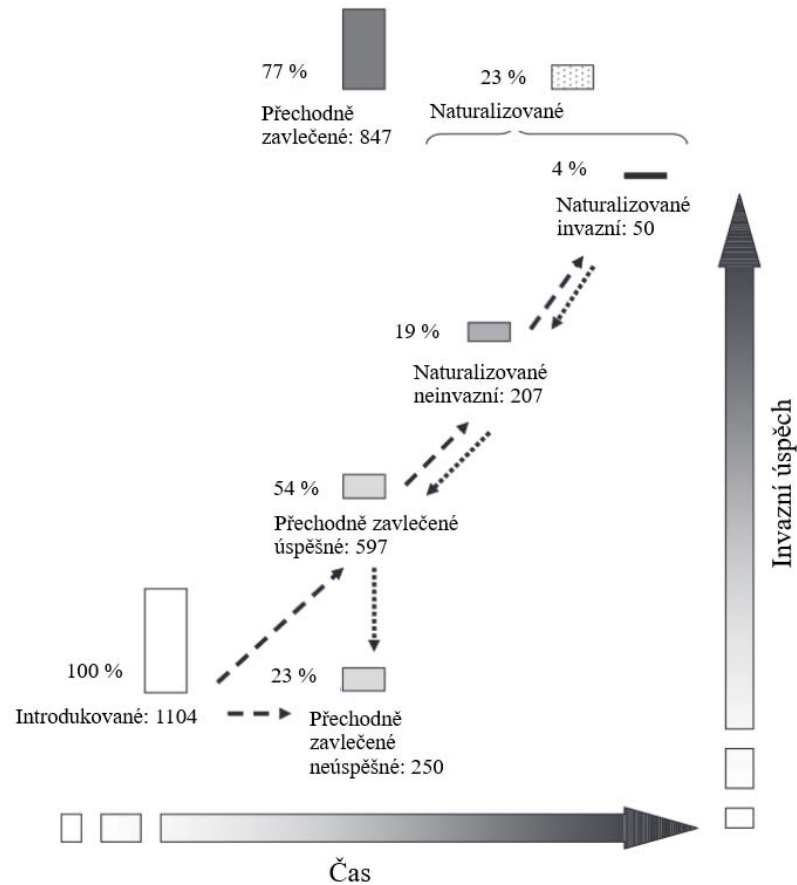 77 %
Přechodně
zavlečené: 847
23 %
Naturalizované
4 %
Naturalizované
invazní: 50
19 %
Naturalizované
neinvazní: 207
54 %
Přechodně zavlečené
úspěšné: 597
100 %
Introdukované: 1104
23 %
Přechodně
zavlečené
neúspěšné: 250
Invazní úspěch
Čas